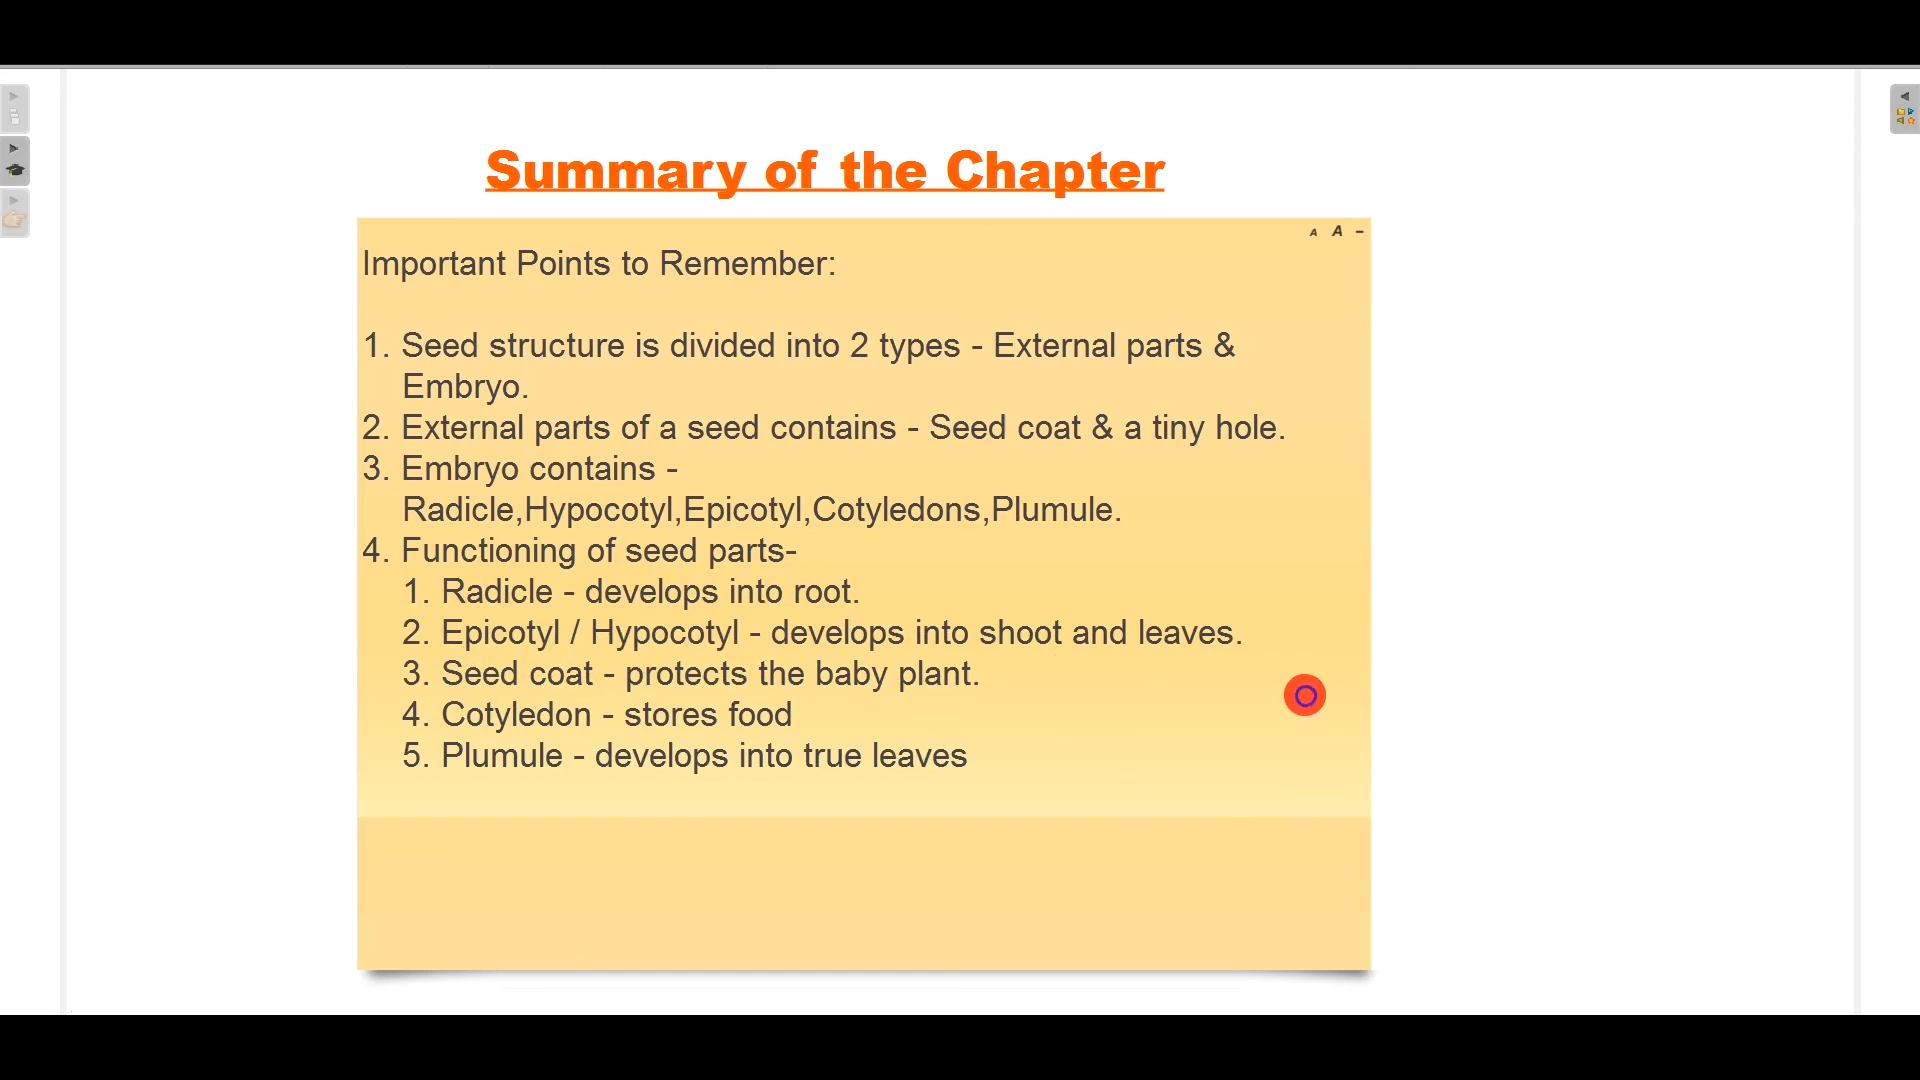 Summary of the Chapter
A A -
Important Points to Remember:
1. Seed structure is divided into 2 types - External parts &
Embryo.
2. External parts of a seed contains - Seed coat & a tiny hole.
3. Embryo contains -
Radicle,Hypocotyl,Epicotyl,Cotyledons,Plumule.
4. Functioning of seed parts-
1. Radicle - develops into root.
2. Epicotyl / Hypocotyl - develops into shoot and leaves.
3. Seed coat - protects the baby plant.
4. Cotyledon - stores food
5. Plumule - develops into true leaves